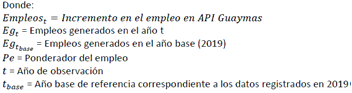 Donde:
Empleos_t = Incremento en el empleo en API Guaymas
Eg_t = Empleos generados en el año t
Eg_t_base = Empleos generados en el año base (2019)
Pe = Ponderador del empleo
t = Año de observación
t_base = Año base de referencia correspondiente a los datos registrados en 2019